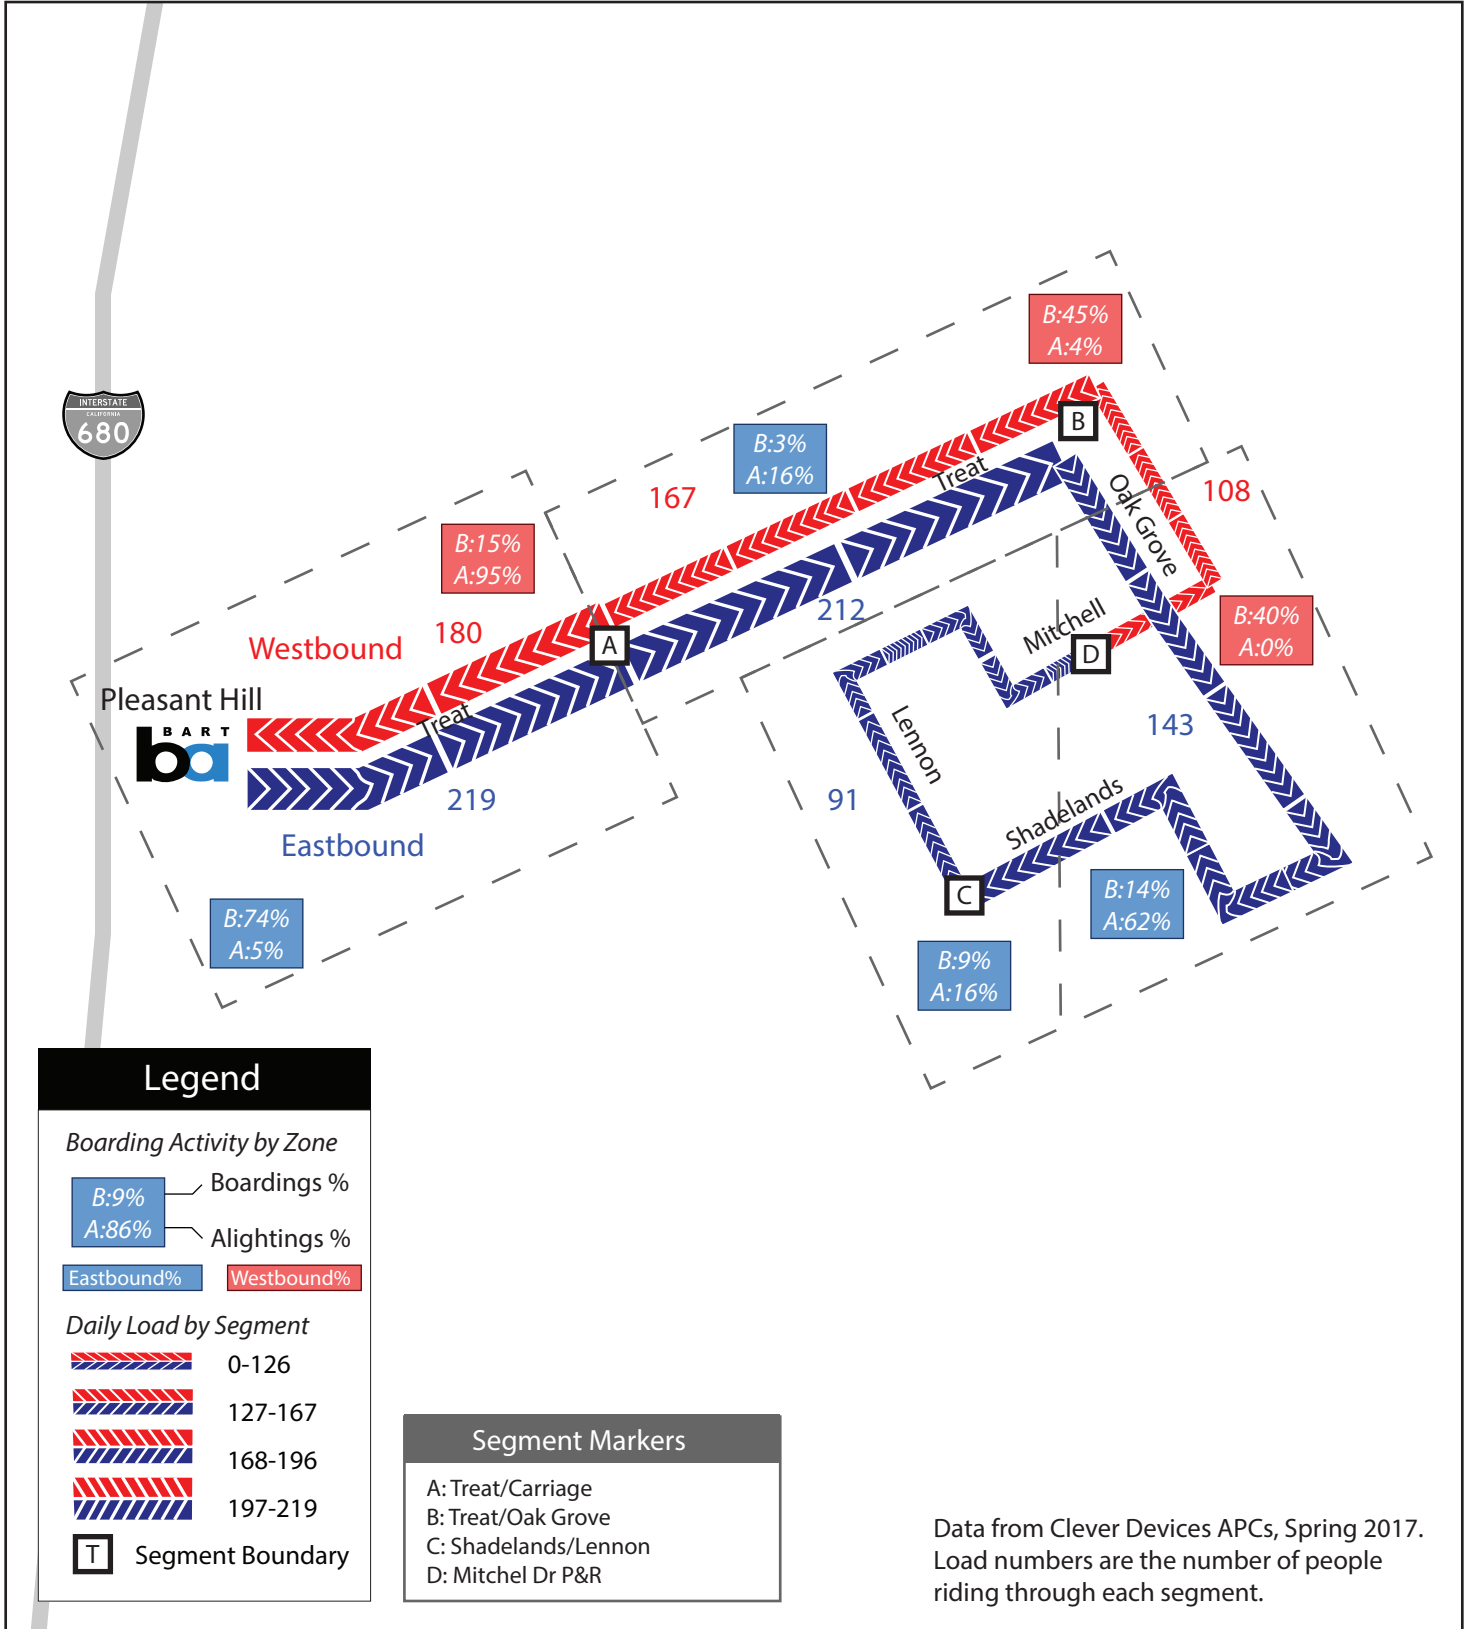 INTERSTATE
CALIFORNIA
680
B:45%
A:4%
B:3%
A:16%
167
Treat
Oak Grove
108
B:15%
A:95%
212
Westbound
180
A
B
Mitchell
D
B:40%
A:0%
Pleasant Hill
BART
ba
Treat
219
Eastbound
Lennon
143
91
Shadelands
C
B:14%
A:62%
B:74%
A:5%
B:9%
A:16%
Legend
Boarding Activity by Zone
B:9%
A:86%
Boardings %
Alightings %
Eastbound%
Westbound%
Daily Load by Segment
0-126
127-167
168-196
197-219
T
Segment Boundary
Segment Markers
A: Treat/Carriage
B: Treat/Oak Grove
C: Shadelands/Lennon
D: Mitchel Dr P&R
Data from Clever Devices APCs, Spring 2017.
Load numbers are the number of people
riding through each segment.